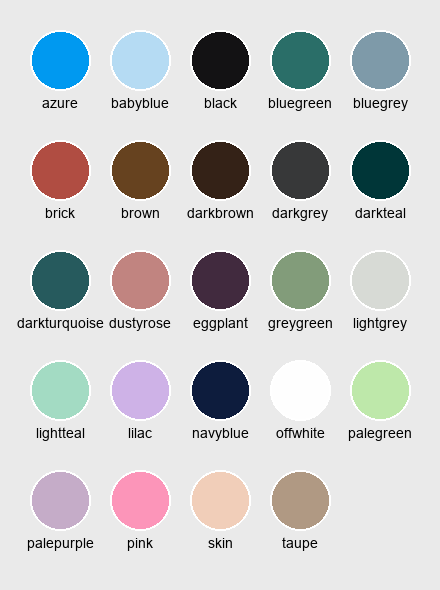 azure babyblue black bluegreen bluegrey
brick brown darkbrown darkgrey darkteal
darkturquoise dustyrose eggplant greygreen lightgrey
lightteal lilac navyblue offwhite palegreen
palepurple pink skin taupe